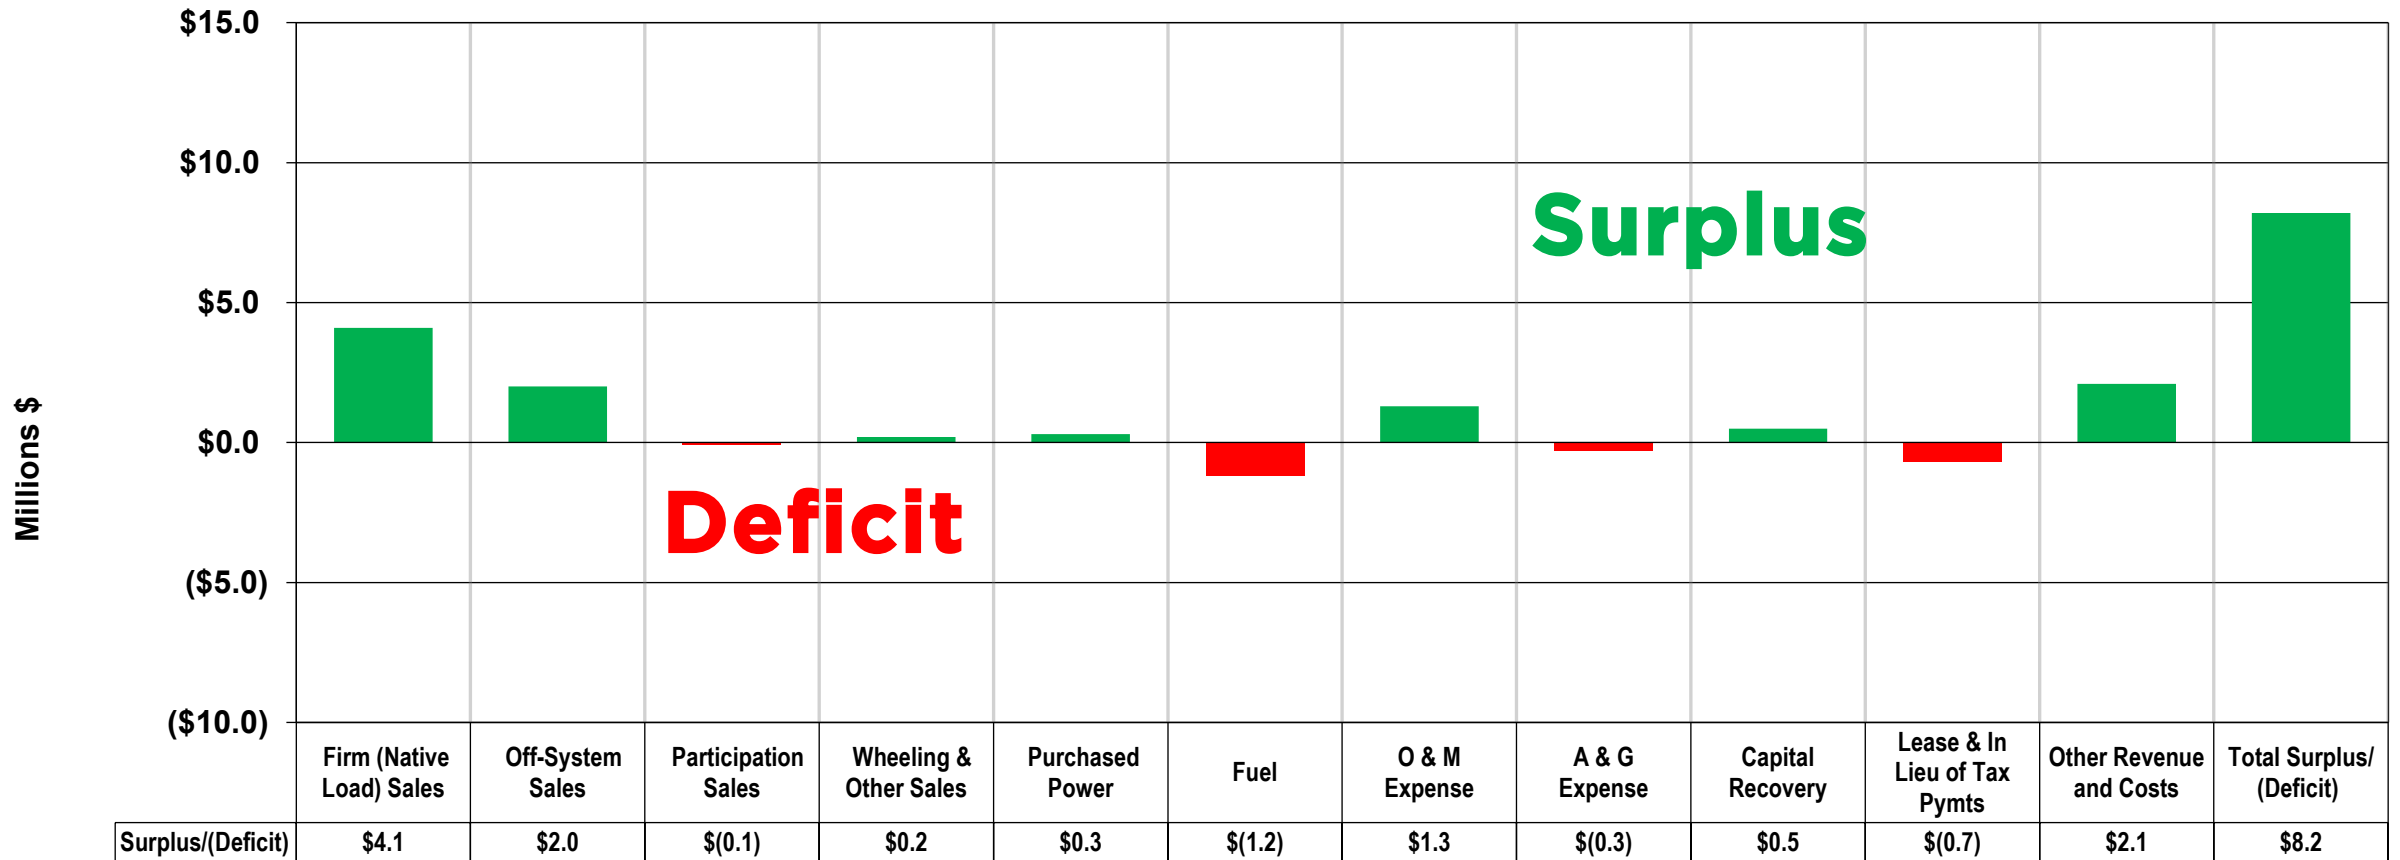 $15.0
$10.0
$5.0
$0.0
($5.0)
($10.0)
Millions $
Surplus
Deficit
Firm (Native
Load) Sales
Off-System
Sales
Participation
Sales
Wheeling &
Other Sales
Purchased
Power
Fuel
O & M
Expense
A & G
Expense
Capital
Recovery
Lease & In
Lieu of Tax
Pymts
Other Revenue
and Costs
Total Surplus/
(Deficit)
Surplus/(Deficit) $4.1 $2.0 $(0.1) $0.2 $0.3 $(1.2) $1.3 $(0.3) $0.5 $(0.7) $2.1 $8.2